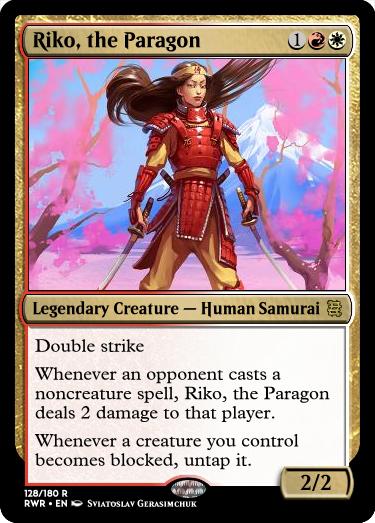 Riko, the Paragon
1
Legendary Creature — Human Samurai
Double strike
Whenever an opponent casts a
noncreature spell, Riko, the Paragon
deals 2 damage to that player.
Whenever a creature you control
becomes blocked, untap it.
2/2
128/180 R
RWR • EN Sviatoslav Gerasimchuk